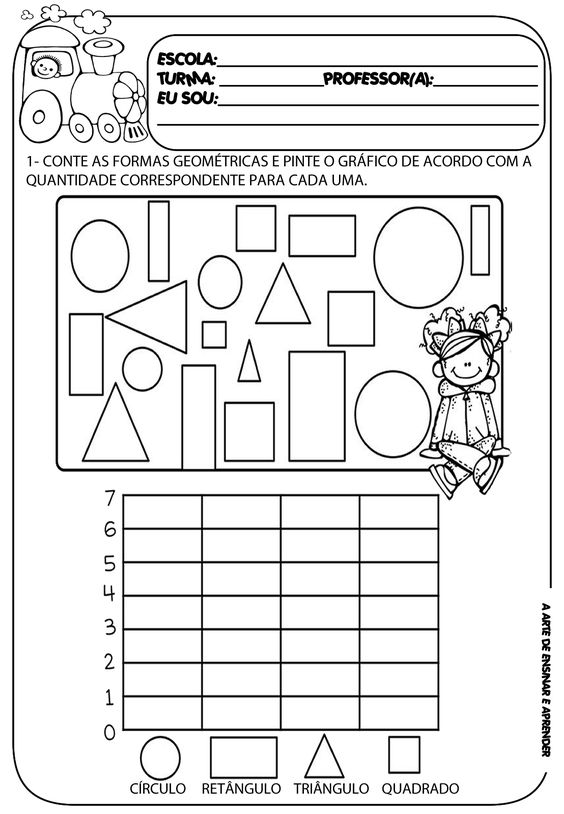 ESCOLA:
TURMA: PROFESSOR(A):
EU SOU:
1- CONTE AS FORMAS GEOMÉTRICAS E PINTE O GRÁFICO DE ACORDO COM A
QUANTIDADE CORRESPONDENTE PARA CADA UMA.
7
6
5
4
3
2
1
0
CÍRCULO RETÂNGULO TRIÂNGULO QUADRADO
A ARTE DE ENSINAR E APRENDER